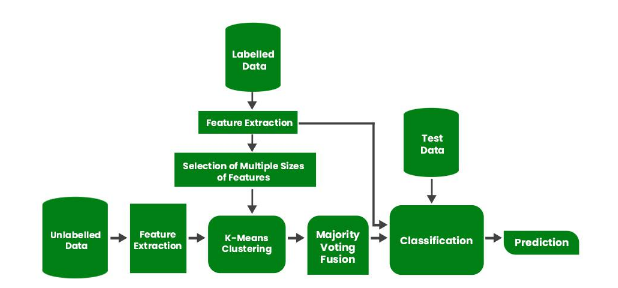 Labelled
Data
Feature Extraction
Selection of Multiple Sizes
of Features
Test
Data
Unlabelled
Data
Feature
Extraction
K-Means
Clustering
Majority
Voting
Fusion
Classification
Prediction